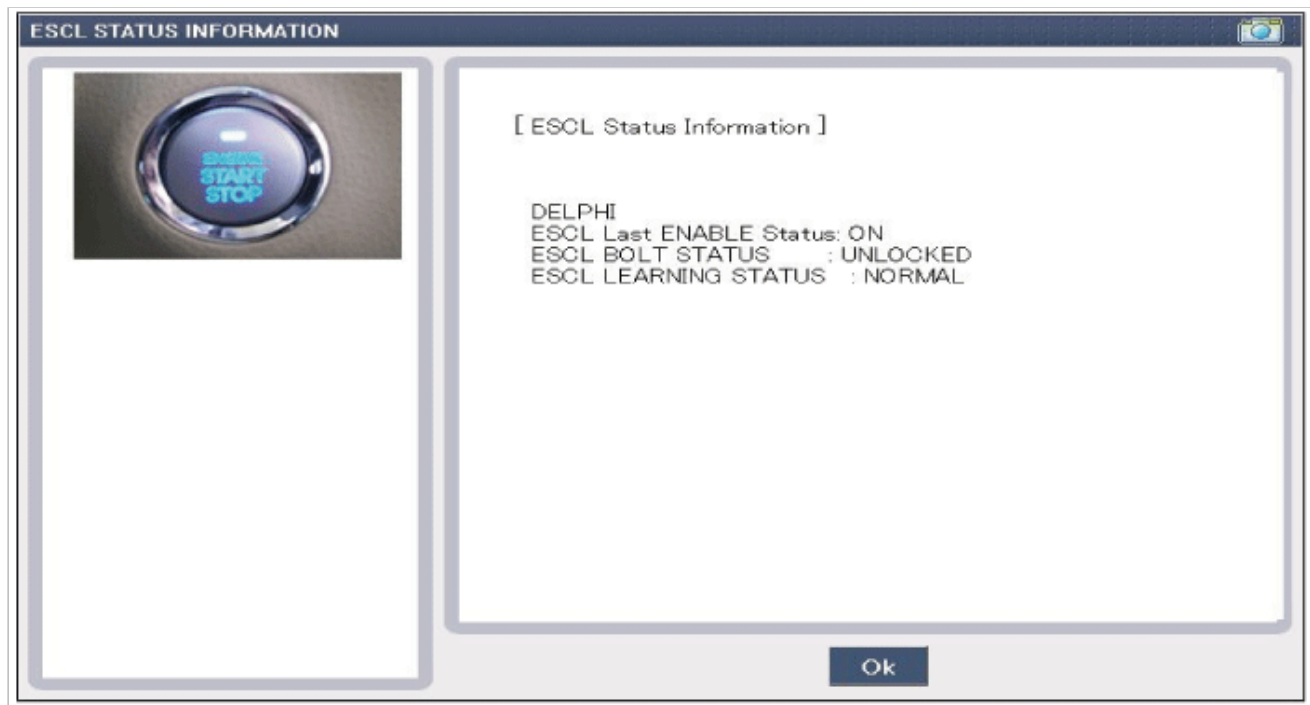 ESCL STATUS INFORMATION
ENGINE
START
STOP
[ ESCL Status Information ]
DELPHI
ESCL Last ENABLE Status: ON
ESCL BOLT STATUS : UNLOCKED
ESCL LEARNING STATUS : NORMAL
Ok